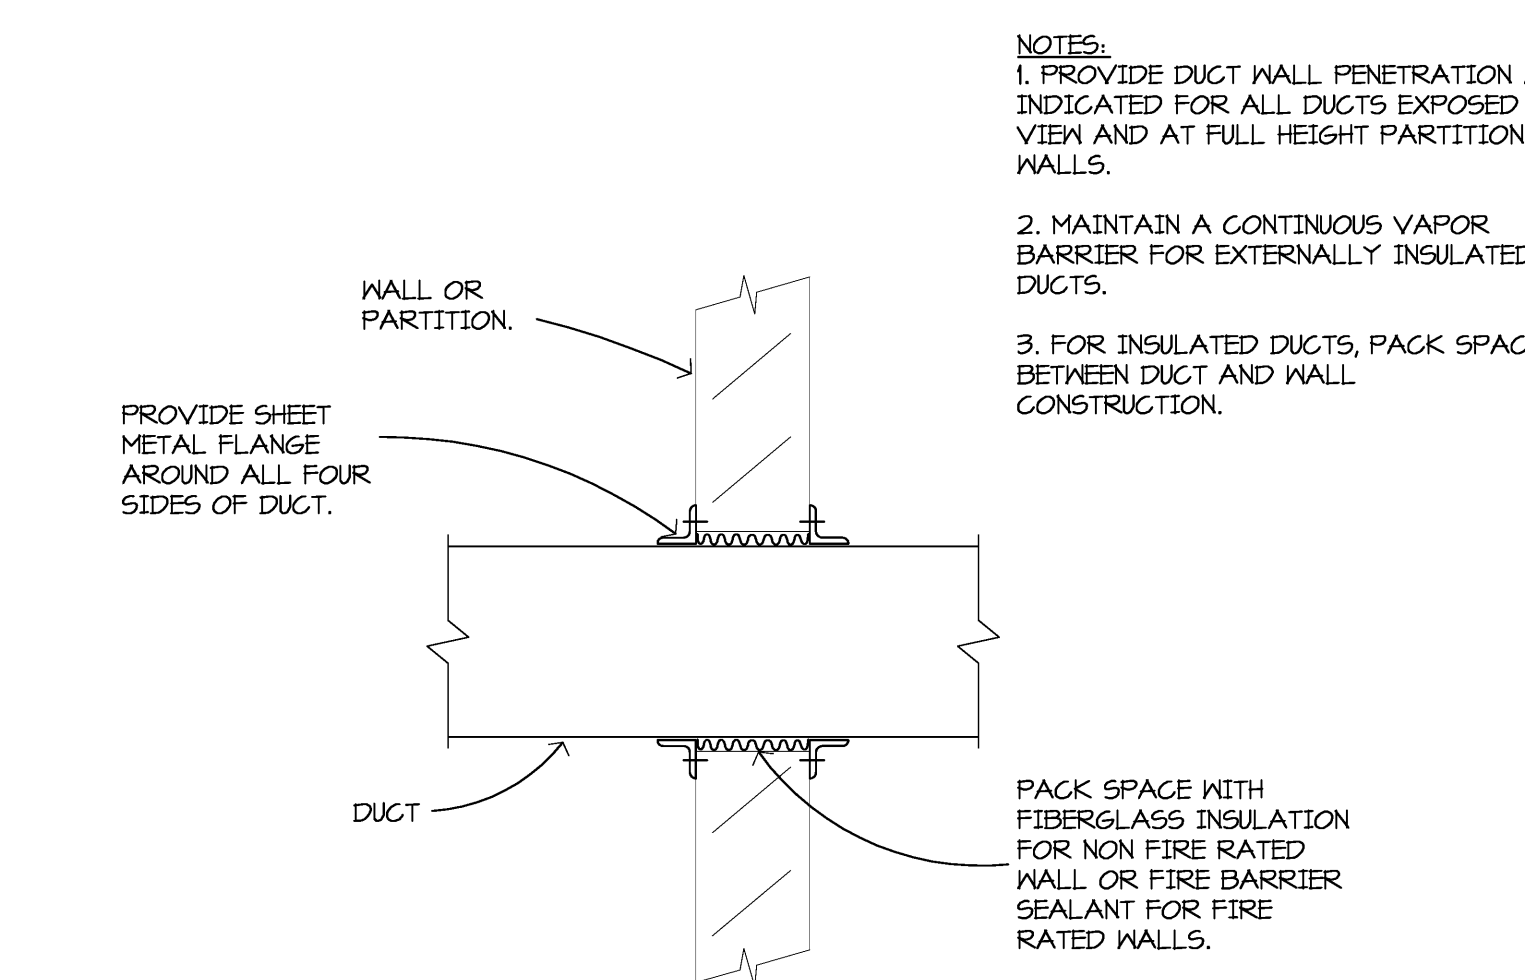 NOTES:
1. PROVIDE DUCT WALL PENETRATION
INDICATED FOR ALL DUCTS EXPOSED
VIEW AND AT FULL HEIGHT PARTITION
WALLS.
2. MAINTAIN A CONTINUOUS VAPOR
BARRIER FOR EXTERNALLY INSULATED
DUCTS.
3. FOR INSULATED DUCTS, PACK SPAC
BETWEEN DUCT AND WALL
CONSTRUCTION.
WALL OR
PARTITION.
PROVIDE SHEET
METAL FLANGE
AROUND ALL FOUR
SIDES OF DUCT.
DUCT
PACK SPACE WITH
FIBERGLASS INSULATION
FOR NON FIRE RATED
WALL OR FIRE BARRIER
SEALANT FOR FIRE
RATED WALLS.